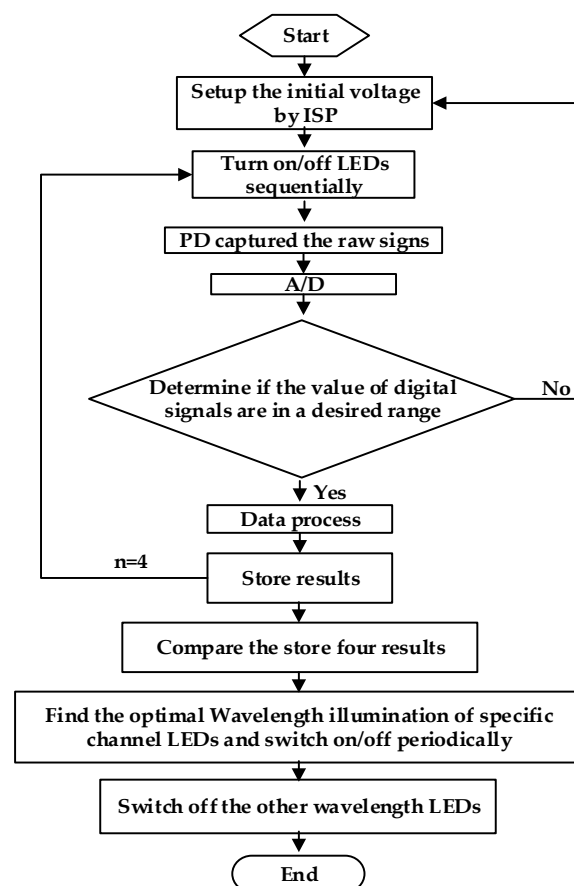 Start
Setup the initial voltage
by ISP
Turn on/off LEDs
sequentially
PD captured the raw signs
A/D
Determine if the value of digital
signals are in a desired range
No
Yes
Data process
n=4
Store results
Compare the store four results
Find the optimal Wavelength illumination of specific
channel LEDs and switch on/off periodically
Switch off the other wavelength LEDs
End